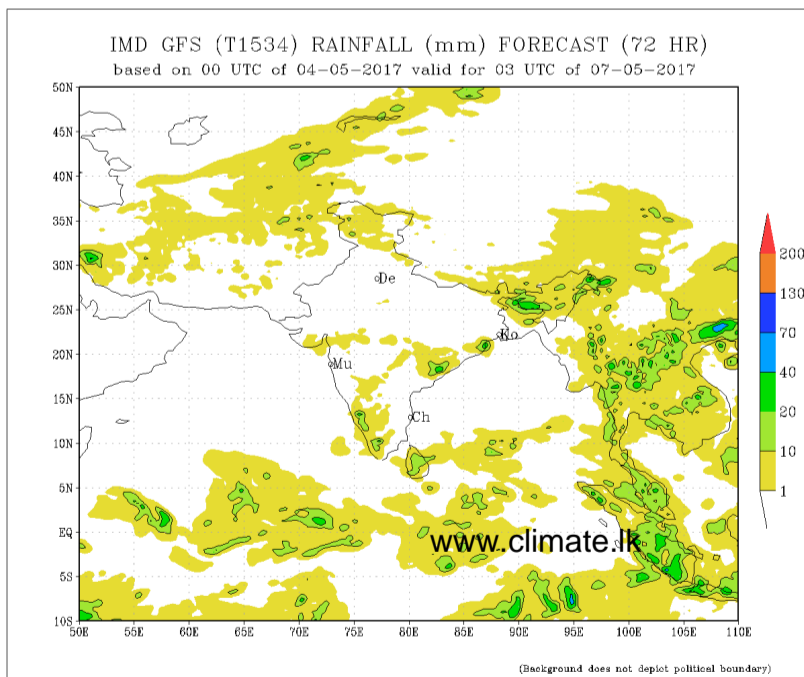 IMD GFS (T1534) RAINFALL (mm) FORECAST (72 HR)
based on 00 UTC of 04-05-2017 valid for 03 UTC of 07-05-2017
50N
45N
40N
35N
30N
25N
20N
15N
10N
5N
EQ
5S
10S
De
Ko
Mu
Ch
www.climate.lk
200
130
70
40
20
10
1
50E 55E 60E 65E 70E 75E 80E 85E 90E 95E 100E 105E 110E
(Background does not depict political boundary)